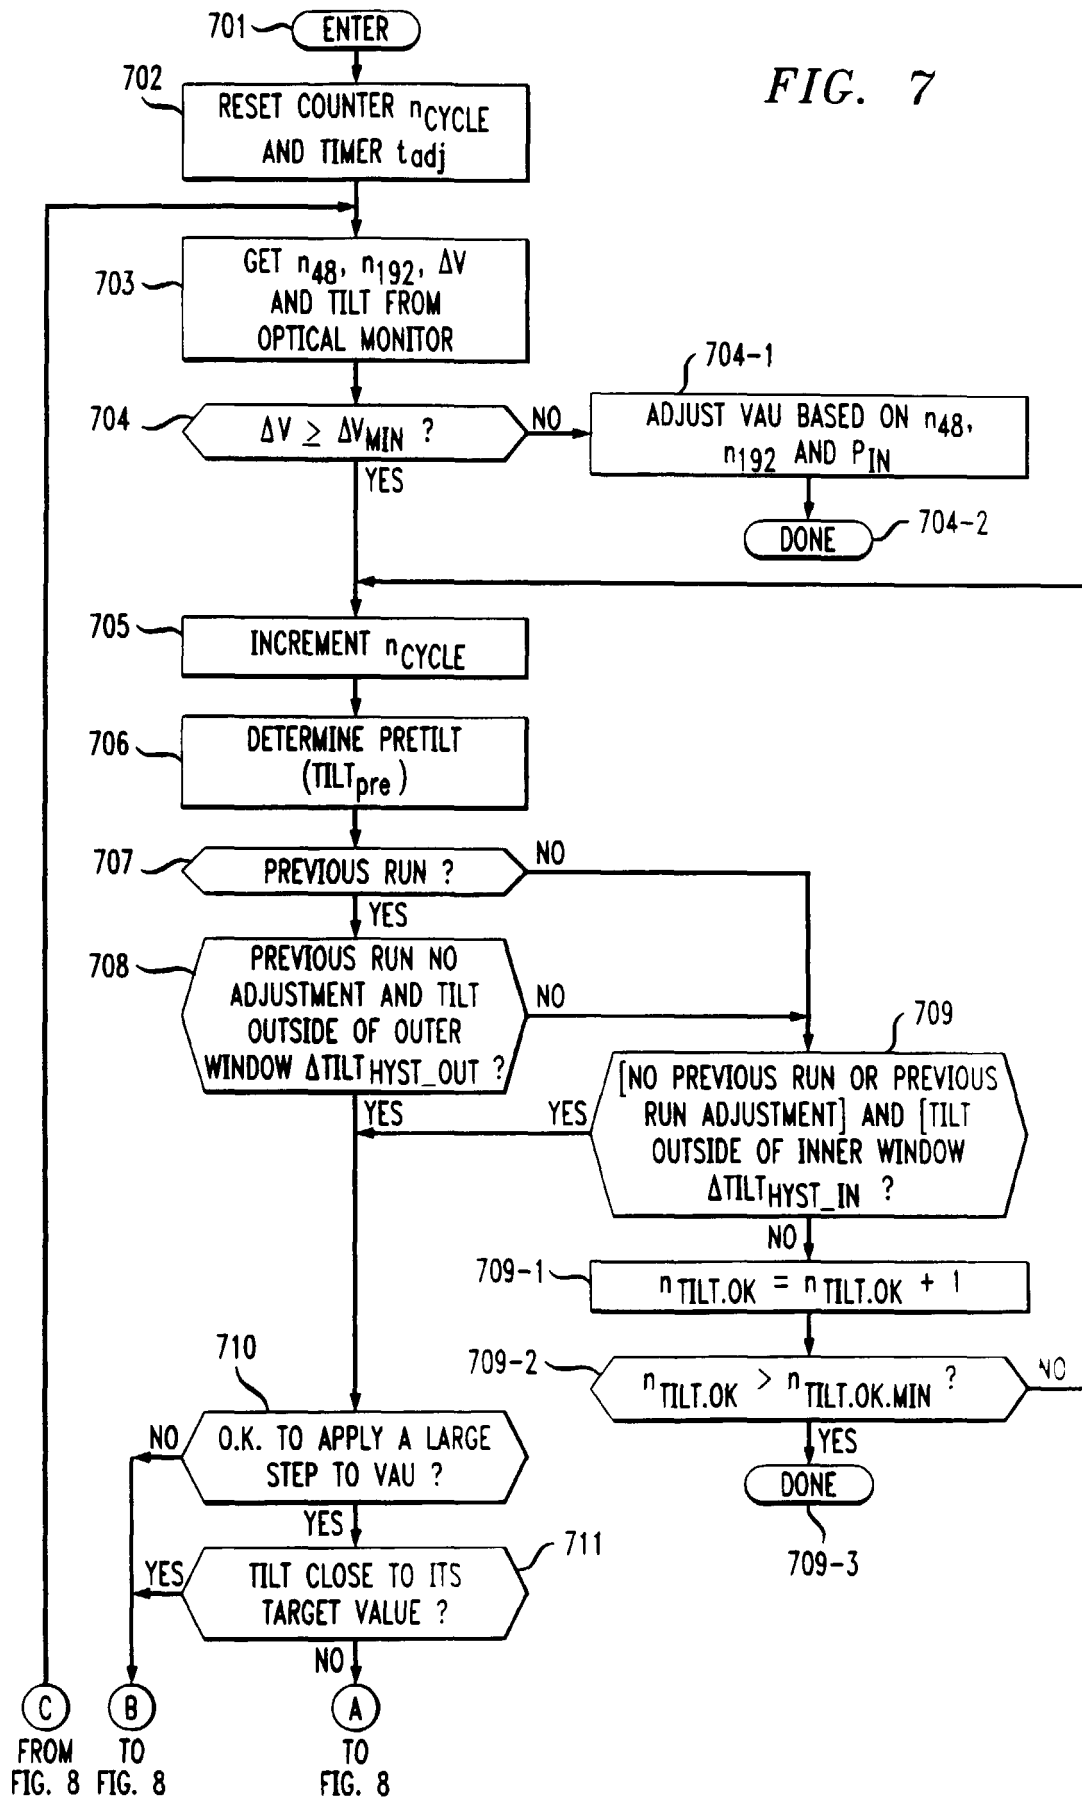 FIG. 7
701
ENTER
702
RESET COUNTER nCYCLE
AND TIMER tadj
703
GET n48, n192, ΔV
AND TILT FROM
OPTICAL MONITOR
704
ΔV ≥ ΔVMIN ?
NO
YES
704-1
ADJUST VAU BASED ON n48,
n192 AND PIN
DONE
704-2
705
INCREMENT nCYCLE
706
DETERMINE PRETILT
(TILTpre)
707
PREVIOUS RUN ?
NO
YES
708
PREVIOUS RUN NO
ADJUSTMENT AND TILT
OUTSIDE OF OUTER
WINDOW ΔTILTHYST_OUT ?
NO
YES
709
[NO PREVIOUS RUN OR PREVIOUS
RUN ADJUSTMENT] AND [TILT
OUTSIDE OF INNER WINDOW
ΔTILTHYST_IN ?
YES
NO
709-1
nTILT.OK = nTILT.OK + 1
709-2
nTILT.OK > nTILT.OK.MIN ?
NO
YES
DONE
709-3
710
O.K. TO APPLY A LARGE
STEP TO VAU ?
NO
YES
711
TILT CLOSE TO ITS
TARGET VALUE ?
YES
NO
C
FROM
FIG. 8
B
TO
FIG. 8
A
TO
FIG. 8